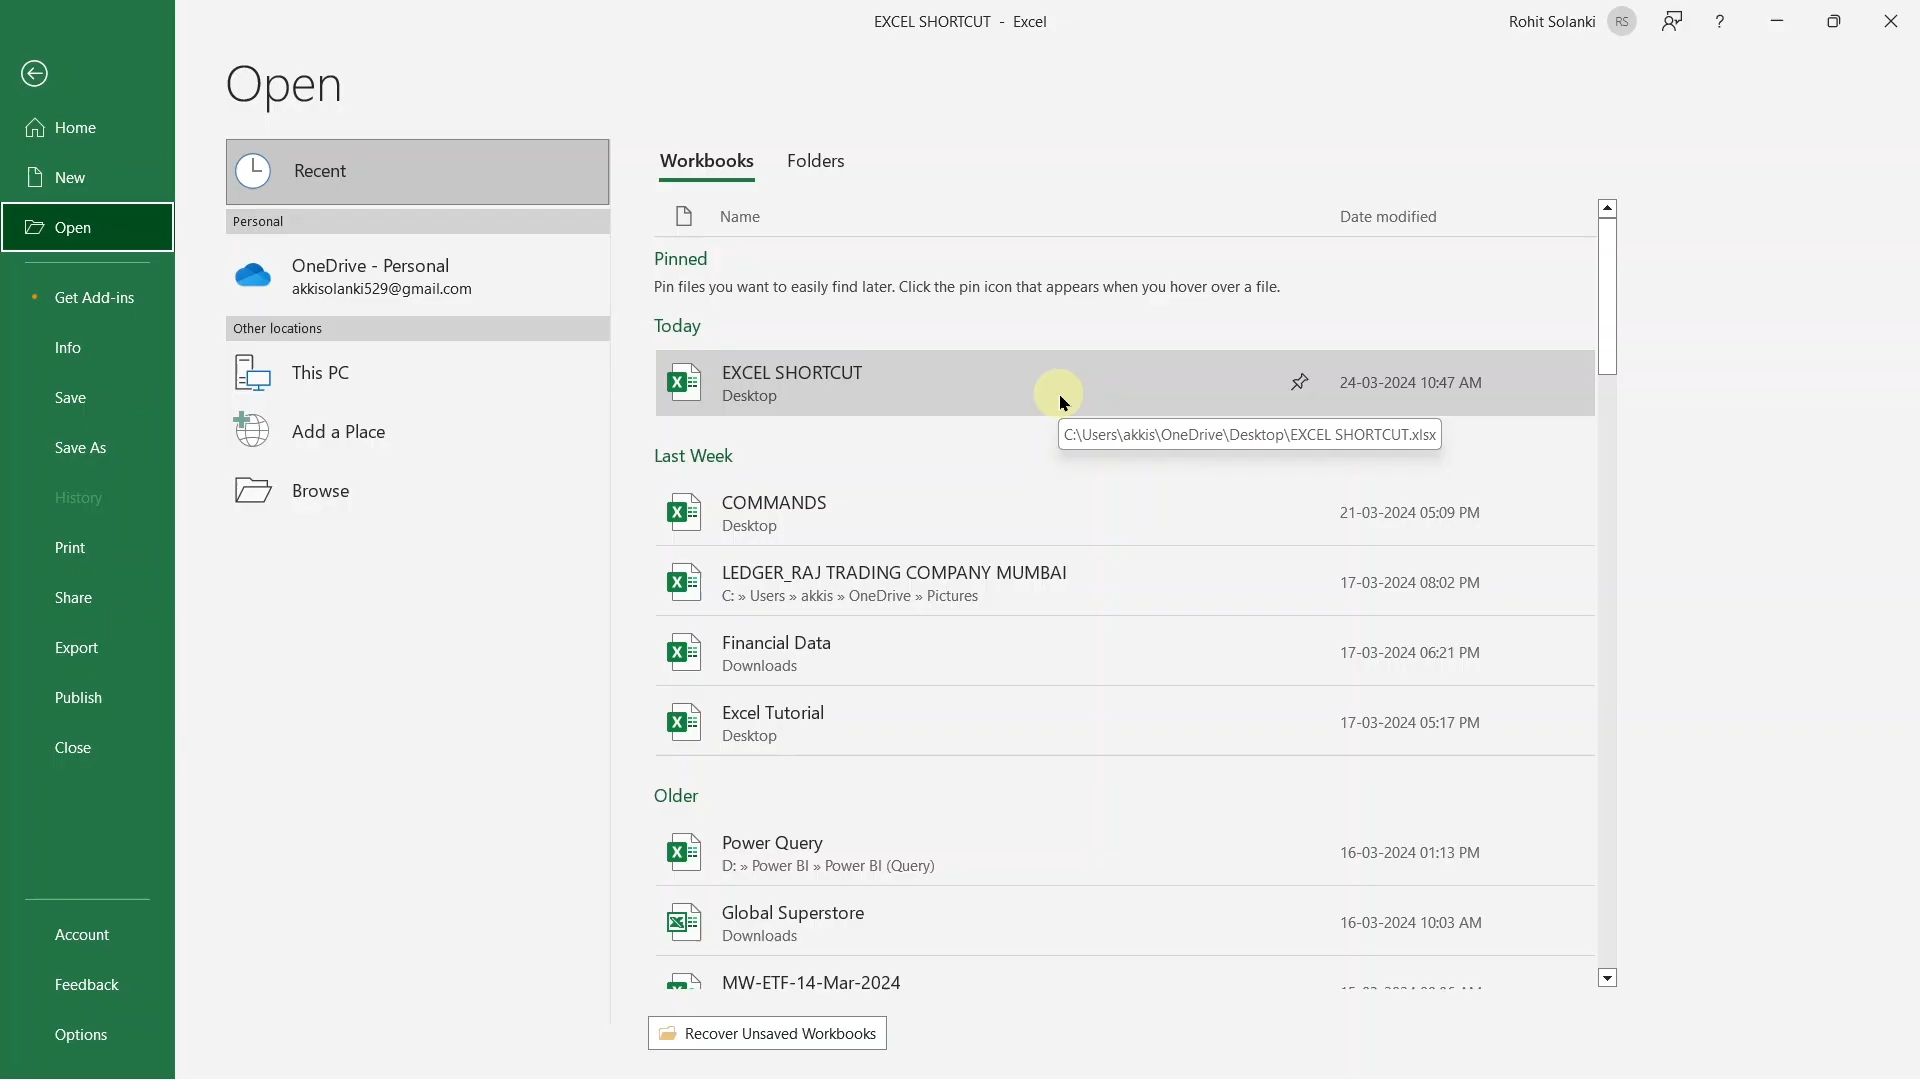 EXCEL SHORTCUT - Excel
Rohit Solanki RS ?
Open
Home
New
Open
Get Add-ins
Info
Save
Save As
History
Print
Share
Export
Publish
Close
Account
Feedback
Options
Recent
Personal
OneDrive - Personal
akkisolanki529@gmail.com
Other locations
This PC
Add a Place
Browse
Workbooks Folders
Name Date modified
Pinned
Pin files you want to easily find later. Click the pin icon that appears when you hover over a file.
Today
EXCEL SHORTCUT
Desktop
24-03-2024 10:47 AM
C:\Users\akkis\OneDrive\Desktop\EXCEL SHORTCUT.xlsx
Last Week
COMMANDS
Desktop
21-03-2024 05:09 PM
LEDGER_RAJ TRADING COMPANY MUMBAI
C: » Users » akkis » OneDrive » Pictures
17-03-2024 08:02 PM
Financial Data
Downloads
17-03-2024 06:21 PM
Excel Tutorial
Desktop
17-03-2024 05:17 PM
Older
Power Query
D: » Power BI » Power BI (Query)
16-03-2024 01:13 PM
Global Superstore
Downloads
16-03-2024 10:03 AM
MW-ETF-14-Mar-2024
Recover Unsaved Workbooks